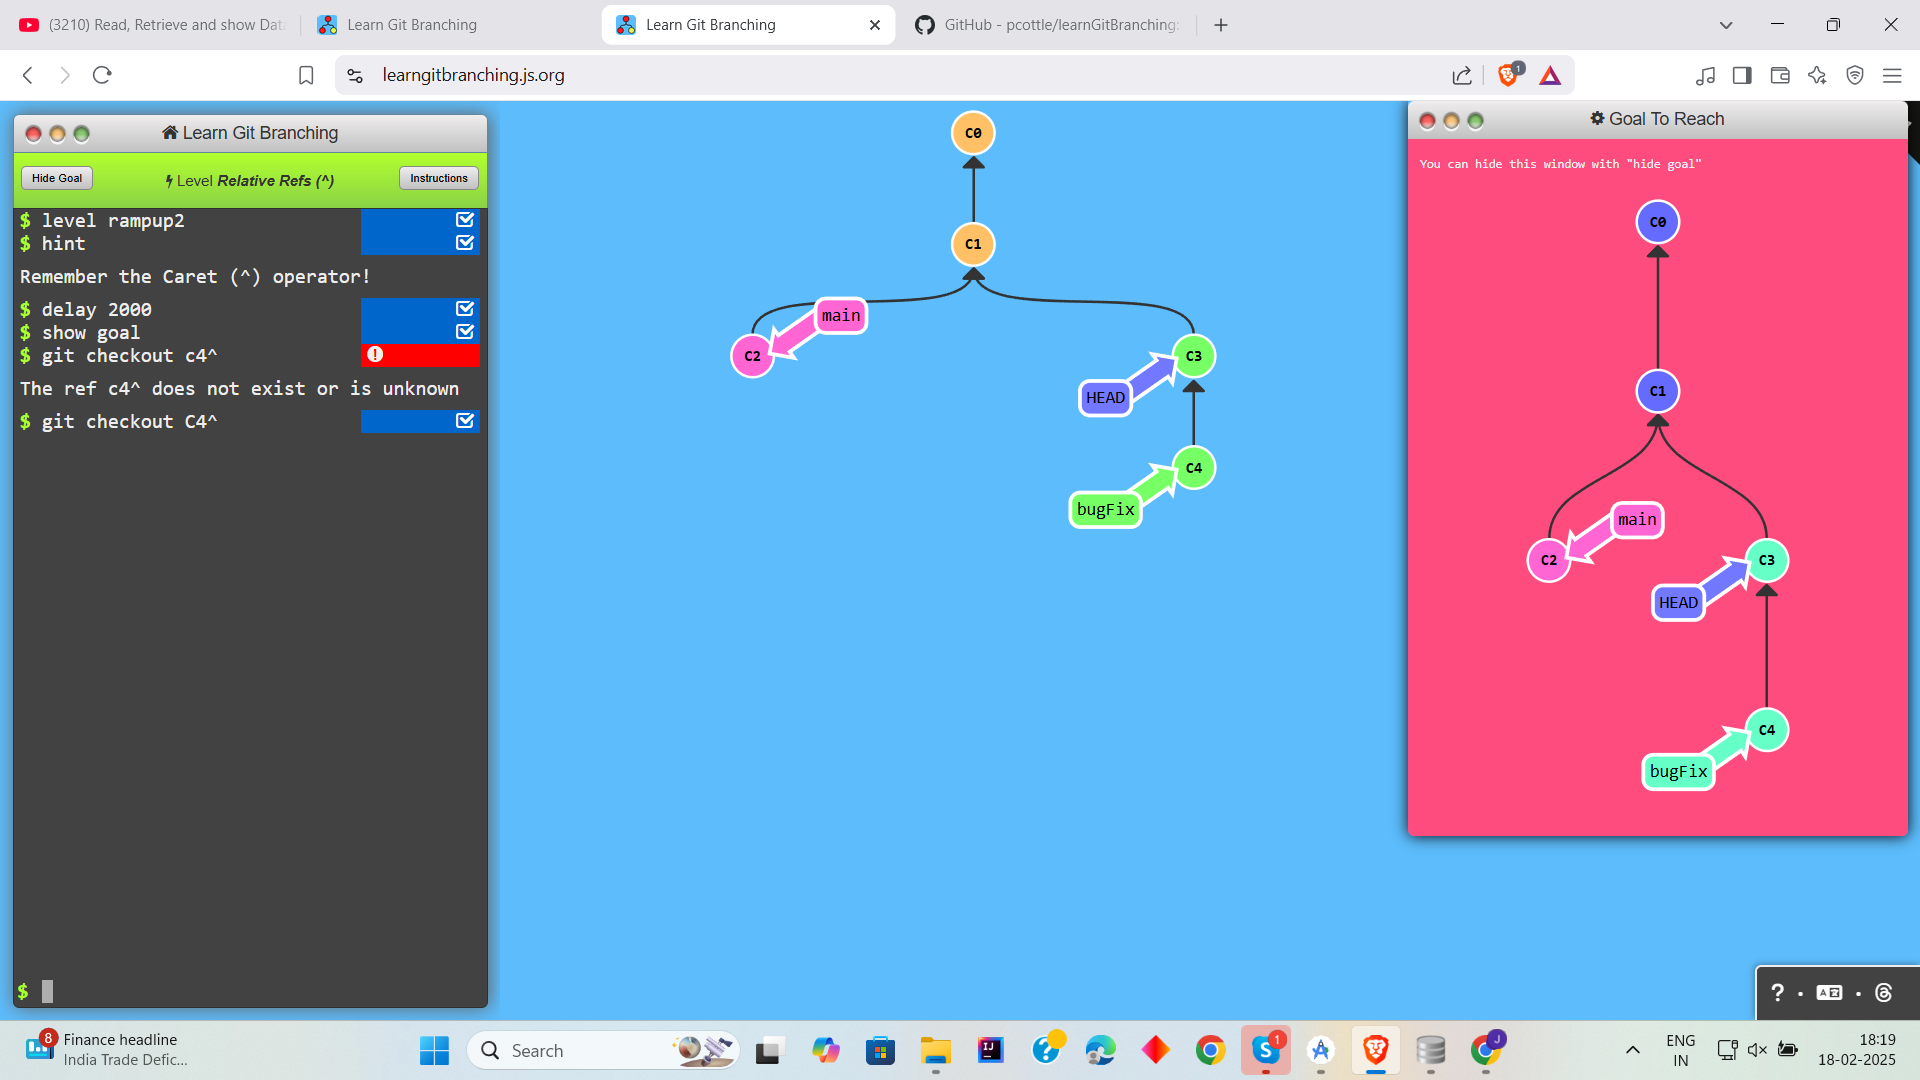 (3210) Read, Retrieve and show Dat
Learn Git Branching
Learn Git Branching
GitHub - pcottle/learnGitBranching:
learngitbranching.js.org
1
Learn Git Branching
Hide Goal
Level Relative Refs (^)
Instructions
$ level rampup2
$ hint
Remember the Caret (^) operator!
$ delay 2000
$ show goal
$ git checkout c4^
The ref c4^ does not exist or is unknown
$ git checkout C4^
$
C0
C1
main
C2
C3
HEAD
C4
bugFix
Goal To Reach
You can hide this window with "hide goal"
C0
C1
main
C2
C3
HEAD
C4
bugFix
?
8
Finance headline
India Trade Defic...
Search
IJ
1
J
ENG
IN
18:19
18-02-2025